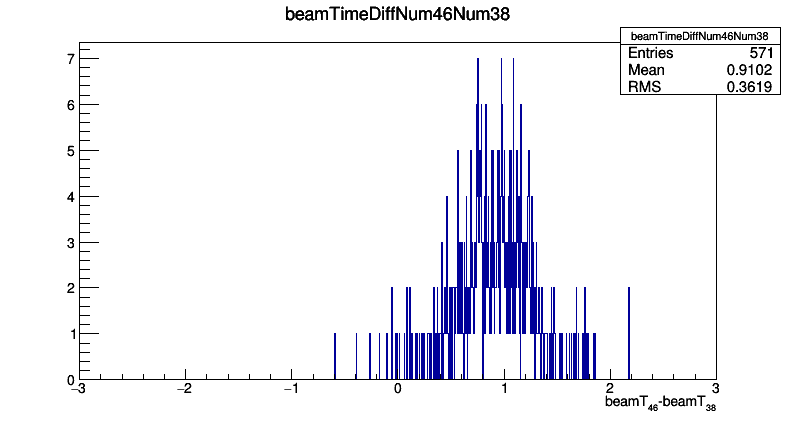 beamTimeDiffNum46Num38
beamTimeDiffNum46Num38
Entries 571
Mean 0.9102
RMS 0.3619
7
6
5
4
3
2
1
0
−3 −2 −1 0 1 2 3
beamT46-beamT38